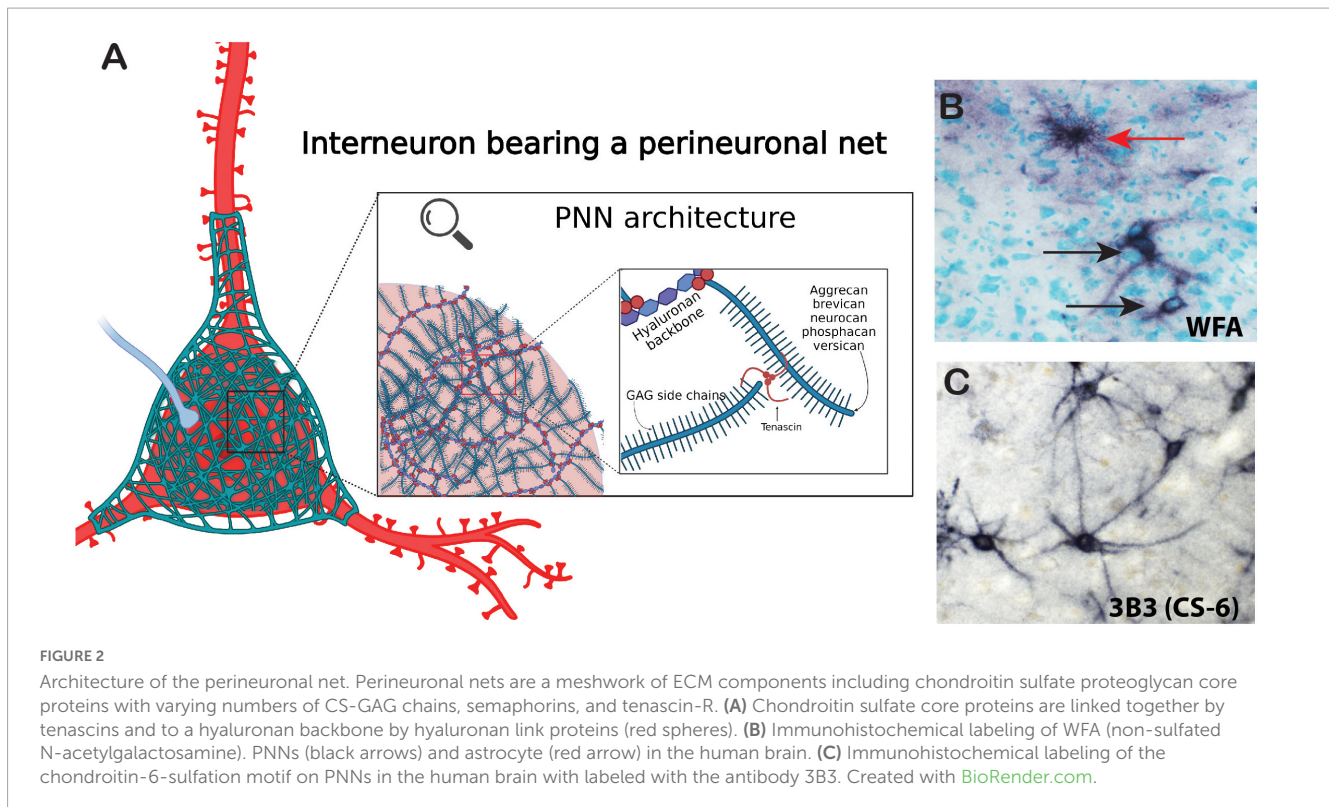 A
Interneuron bearing a perineuronal net
PNN architecture
Hyaluronan
backbone
Aggrecan
brevican
neurocan
phosphacan
versican
GAG side chains
Tenascin
B
WFA
C
3B3 (CS-6)
FIGURE 2
Architecture of the perineuronal net. Perineuronal nets are a meshwork of ECM components including chondroitin sulfate proteoglycan core
proteins with varying numbers of CS-GAG chains, semaphorins, and tenascin-R. (A) Chondroitin sulfate core proteins are linked together by
tenascins and to a hyaluronan backbone by hyaluronan link proteins (red spheres). (B) Immunohistochemical labeling of WFA (non-sulfated
N-acetylgalactosamine). PNNs (black arrows) and astrocyte (red arrow) in the human brain. (C) Immunohistochemical labeling of the
chondroitin-6-sulfation motif on PNNs in the human brain with labeled with the antibody 3B3. Created with BioRender.com.